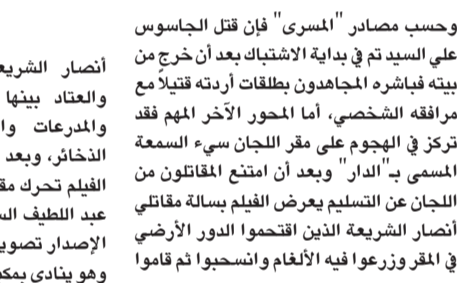 وحسب مصادر "المسرى" فإن قتل الجاسوس
علي السيد تم في بداية الاشتباك بعد أن خرج من
بيته فباشره المجاهدون بطلقات أردته قتيلاً مع
مرافقه الشخصي، أما المحور الآخر المهم فقد
تركز في الهجوم على مقر اللجان سيء السمعة
المسمى بـ"الدار" وبعد أن امتنع المقاتلون من
اللجان عن التسليم يعرض الفيلم بسالة مقاتلي
أنصار الشريعة الذين اقتحموا الدور الأرضي
في المقر وزرعوا فيه الألغام وانسحبوا ثم قاموا
أنصار الشريع
والعتاد بينها
والمدرعات وا
الذخائر، وبعد
الفيلم تحرك مق
عبد اللطيف الس
الإصدار تصوير
وهو ينادي بمك